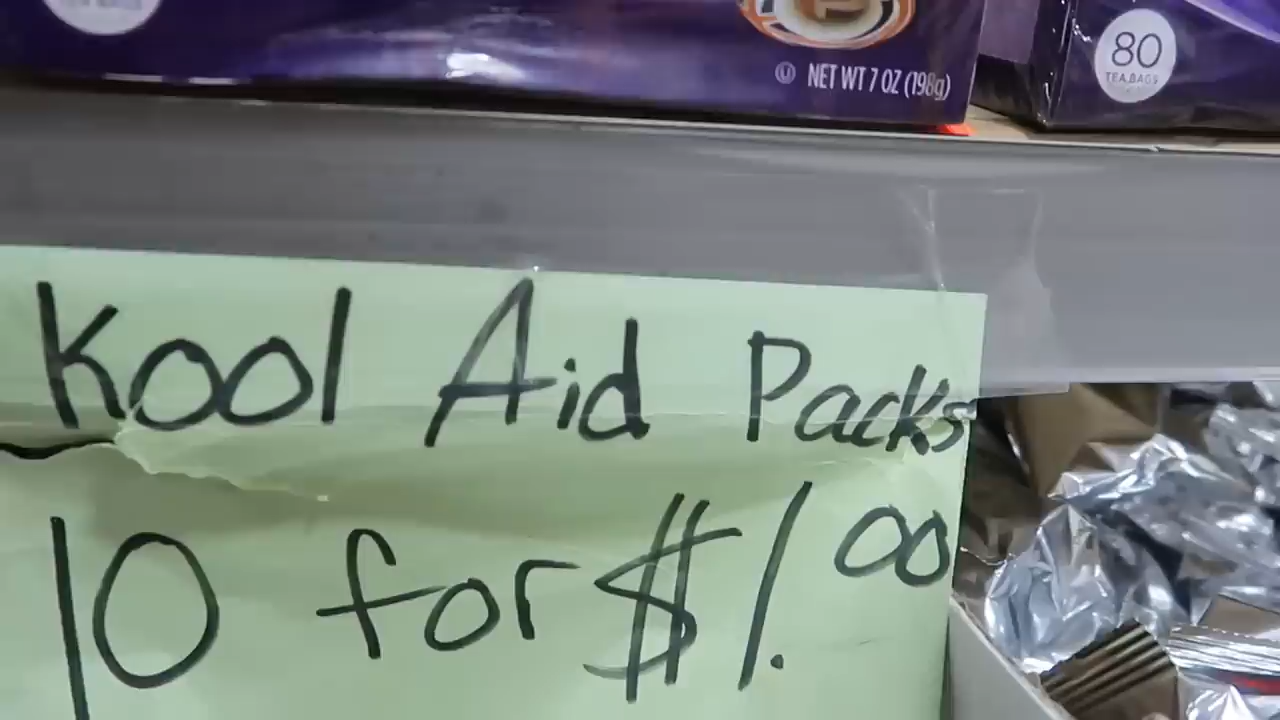 NET WT 7 OZ (198g)
80
TEA BAGS
Kool Aid Packs
10 for $1.00